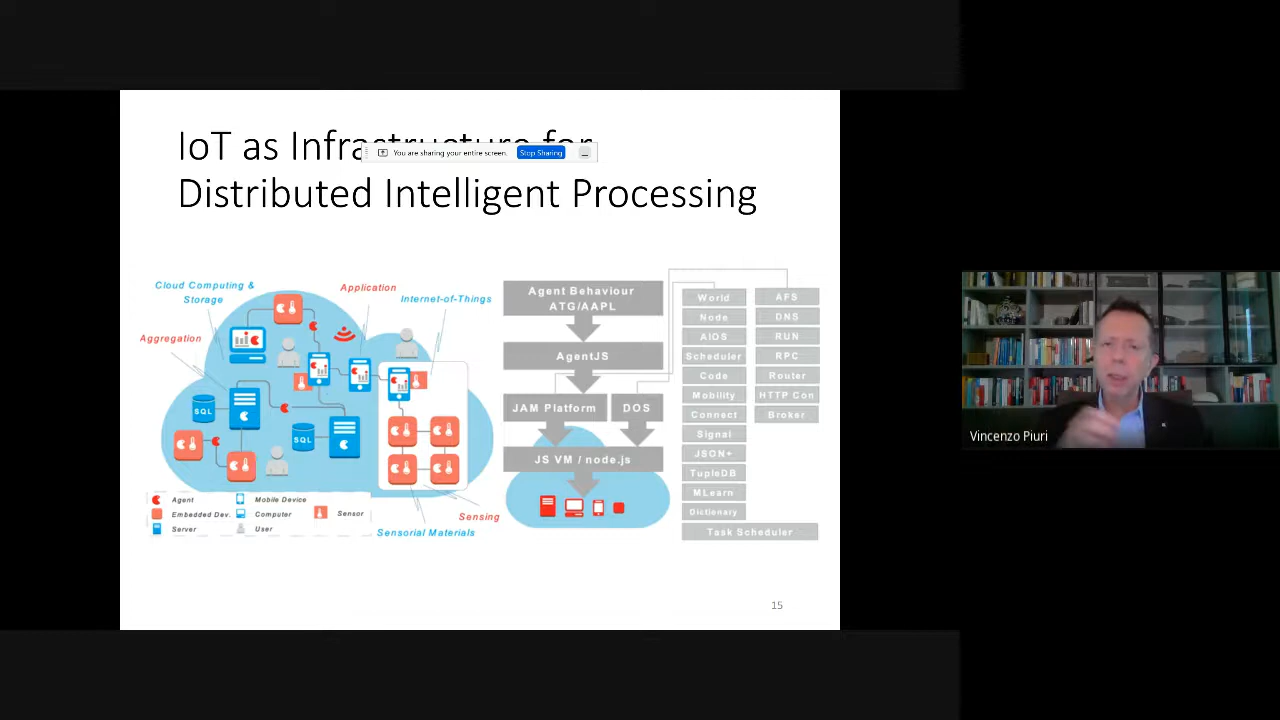 IoT as Infrastructure for
Distributed Intelligent Processing
You are sharing your entire screen.
Stop Sharing
Cloud Computing &
Storage
Application
Internet-of-Things
Aggregration
SQL
SQL
Sensing
Sensorial Materials
Agent
Mobile Device
Embedded Dev.
Computer
Sensor
Server
User
Agent Behaviour
ATG/AAPL
AgentJS
JAM Platform
DOS
JS VM / node.js
World
AFS
Node
DNS
AIDS
RUN
Scheduler
RPC
Code
Router
Mobility
HTTP Con
Connect
Broker
Signal
JSON+
TupleDB
MLearn
Dictionary
Task Scheduler
15
Vincenzo Piuri